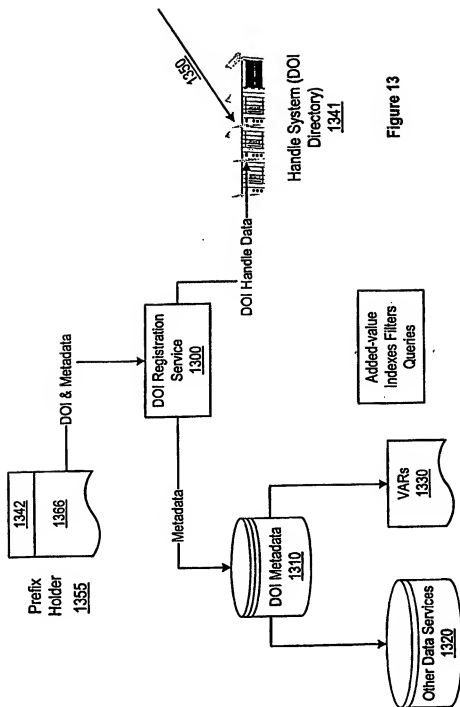 Prefix
Holder
1355
1342
1366
DOI & Metadata
DOI Registration
Service
1300
Metadata
DOI Handle Data
1350
Handle System (DOI
Directory)
1341
DOI Metadata
1310
Other Data Services
1320
VARs
1330
Added-value
Indexes Filters
Queries
Figure 13